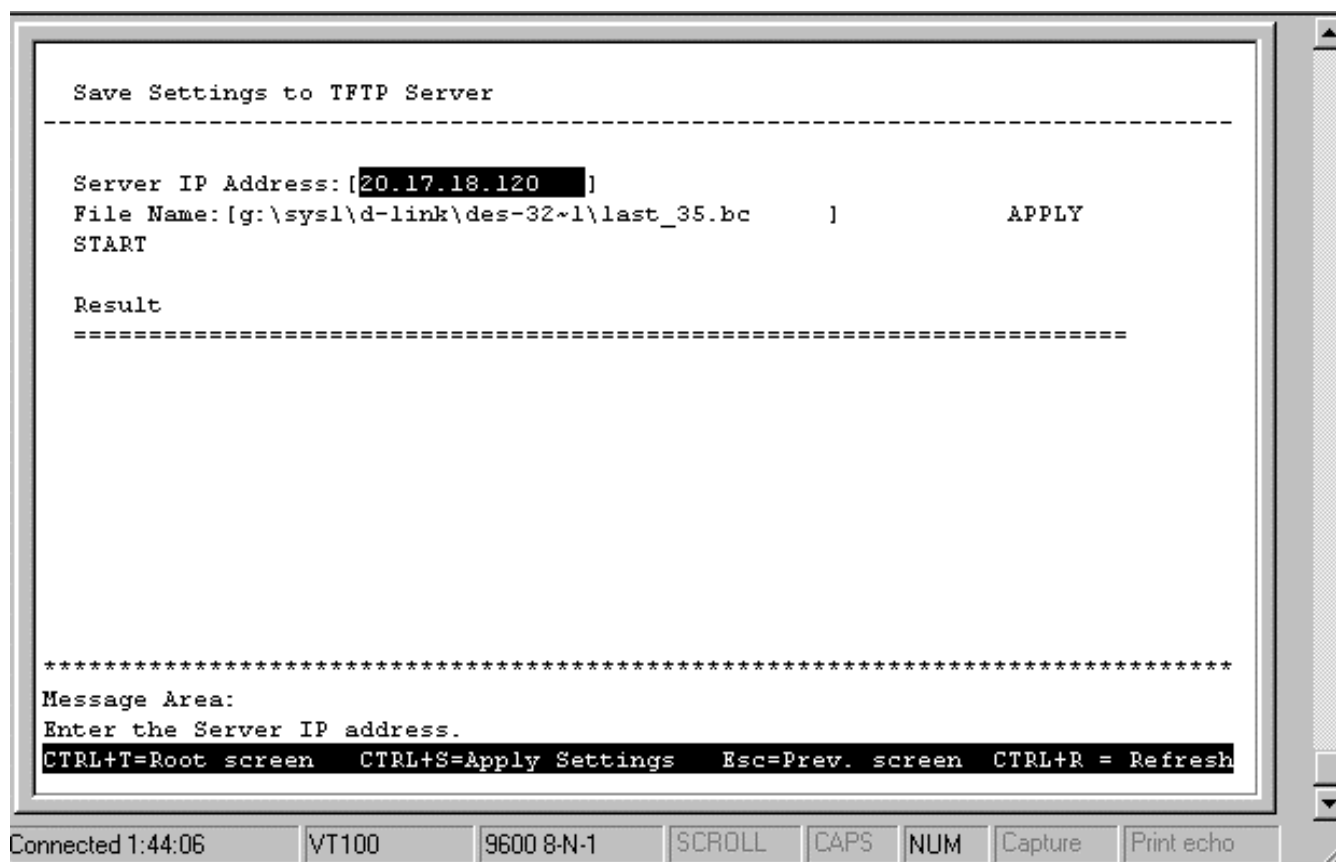 Save Settings to TFTP Server
--------------------------------------------------------------------------------
Server IP Address:[20.17.18.120   ]
File Name:[g:\sysl\d-link\des-32~1\last_35.bc     ]           APPLY
START
Result
======================================================================
*******************************************************************************
Message Area:
Enter the Server IP address.
CTRL+T=Root screen   CTRL+S=Apply Settings   Esc=Prev. screen  CTRL+R = Refresh
Connected 1:44:06 VT100 9600 8-N-1 SCROLL CAPS NUM Capture Print echo